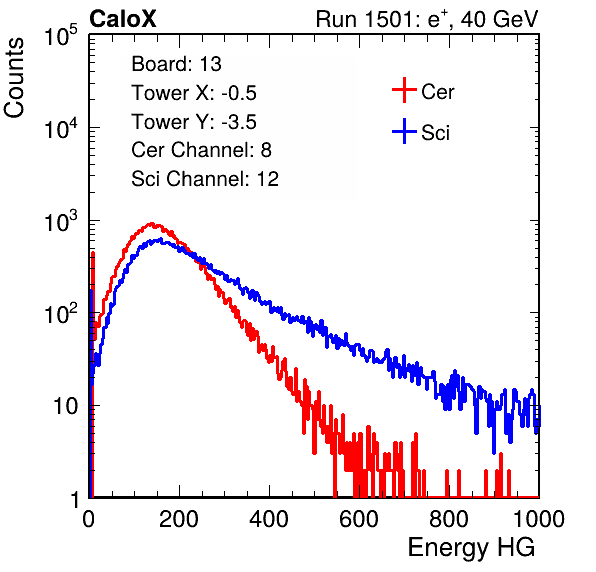 CaloX Run 1501: e⁺, 40 GeV
Counts
Board: 13
Tower X: -0.5
Tower Y: -3.5
Cer Channel: 8
Sci Channel: 12
Cer
Sci
10⁵
10⁴
10³
10²
10
1
0 200 400 600 800 1000
Energy HG